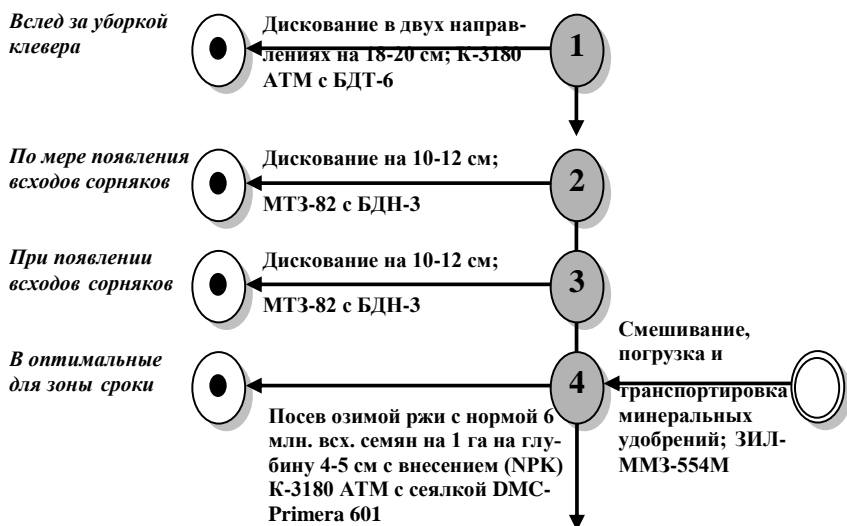 Вслед за уборкой
клевера
Дискование в двух направ-
лениях на 18-20 см; К-3180
АТМ с БДТ-6
1
По мере появления
всходов сорняков
Дискование на 10-12 см;
МТЗ-82 с БДН-3
2
При появлении
всходов сорняков
Дискование на 10-12 см;
МТЗ-82 с БДН-3
3
В оптимальные
для зоны сроки
4
Смешивание,
погрузка и
транспортировка
минеральных
удобрений; ЗИЛ-
ММЗ-554М
Посев озимой ржи с нормой 6
млн. всх. семян на 1 га на глу-
бину 4-5 см с внесением (NPK)
К-3180 АТМ с сеялкой DMC-
Primera 601